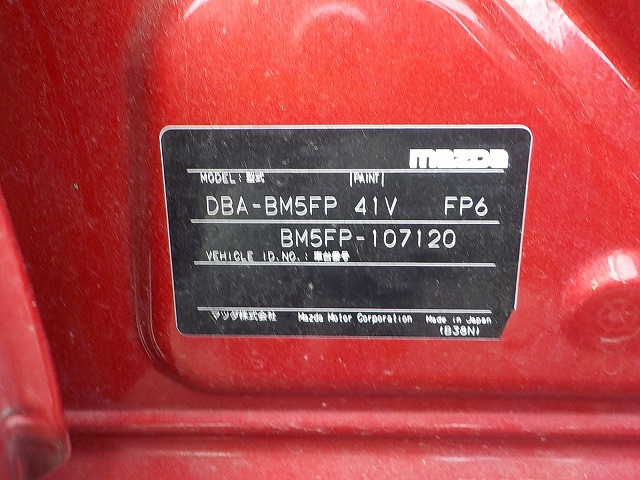 mazda
MODEL : 型式 PAINT
DBA-BM5FP 41V FP6
BM5FP-107120
VEHICLE ID.NO. : 車台番号
マツダ株式会社 Mazda Motor Corporation Made in Japan
(B38N)